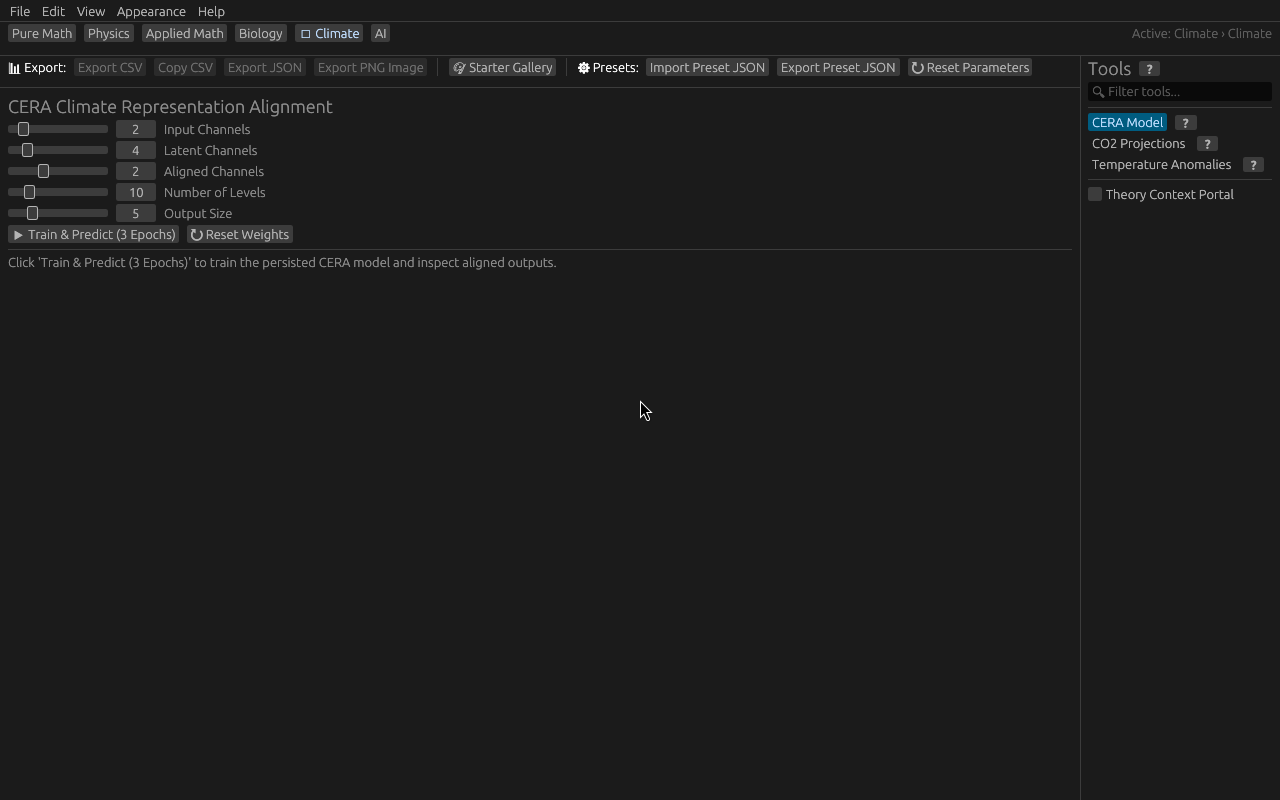 File Edit View Appearance Help
Pure Math Physics Applied Math Biology Climate AI Active: Climate › Climate
Export: Export CSV Copy CSV Export JSON Export PNG Image Starter Gallery Presets: Import Preset JSON Export Preset JSON Reset Parameters
Tools ?
Filter tools...
CERA Model ?
CO2 Projections ?
Temperature Anomalies ?
Theory Context Portal
CERA Climate Representation Alignment
2 Input Channels
4 Latent Channels
2 Aligned Channels
10 Number of Levels
5 Output Size
Train & Predict (3 Epochs) Reset Weights
Click 'Train & Predict (3 Epochs)' to train the persisted CERA model and inspect aligned outputs.